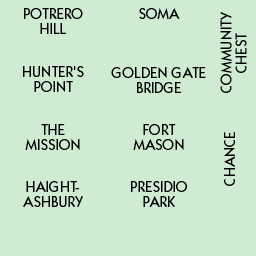 POTRERO
HILL
SOMA
HUNTER'S
POINT
GOLDEN GATE
BRIDGE
THE
MISSION
FORT
MASON
HAIGHT-
ASHBURY
PRESIDIO
PARK
COMMUNITY
CHEST
CHANCE